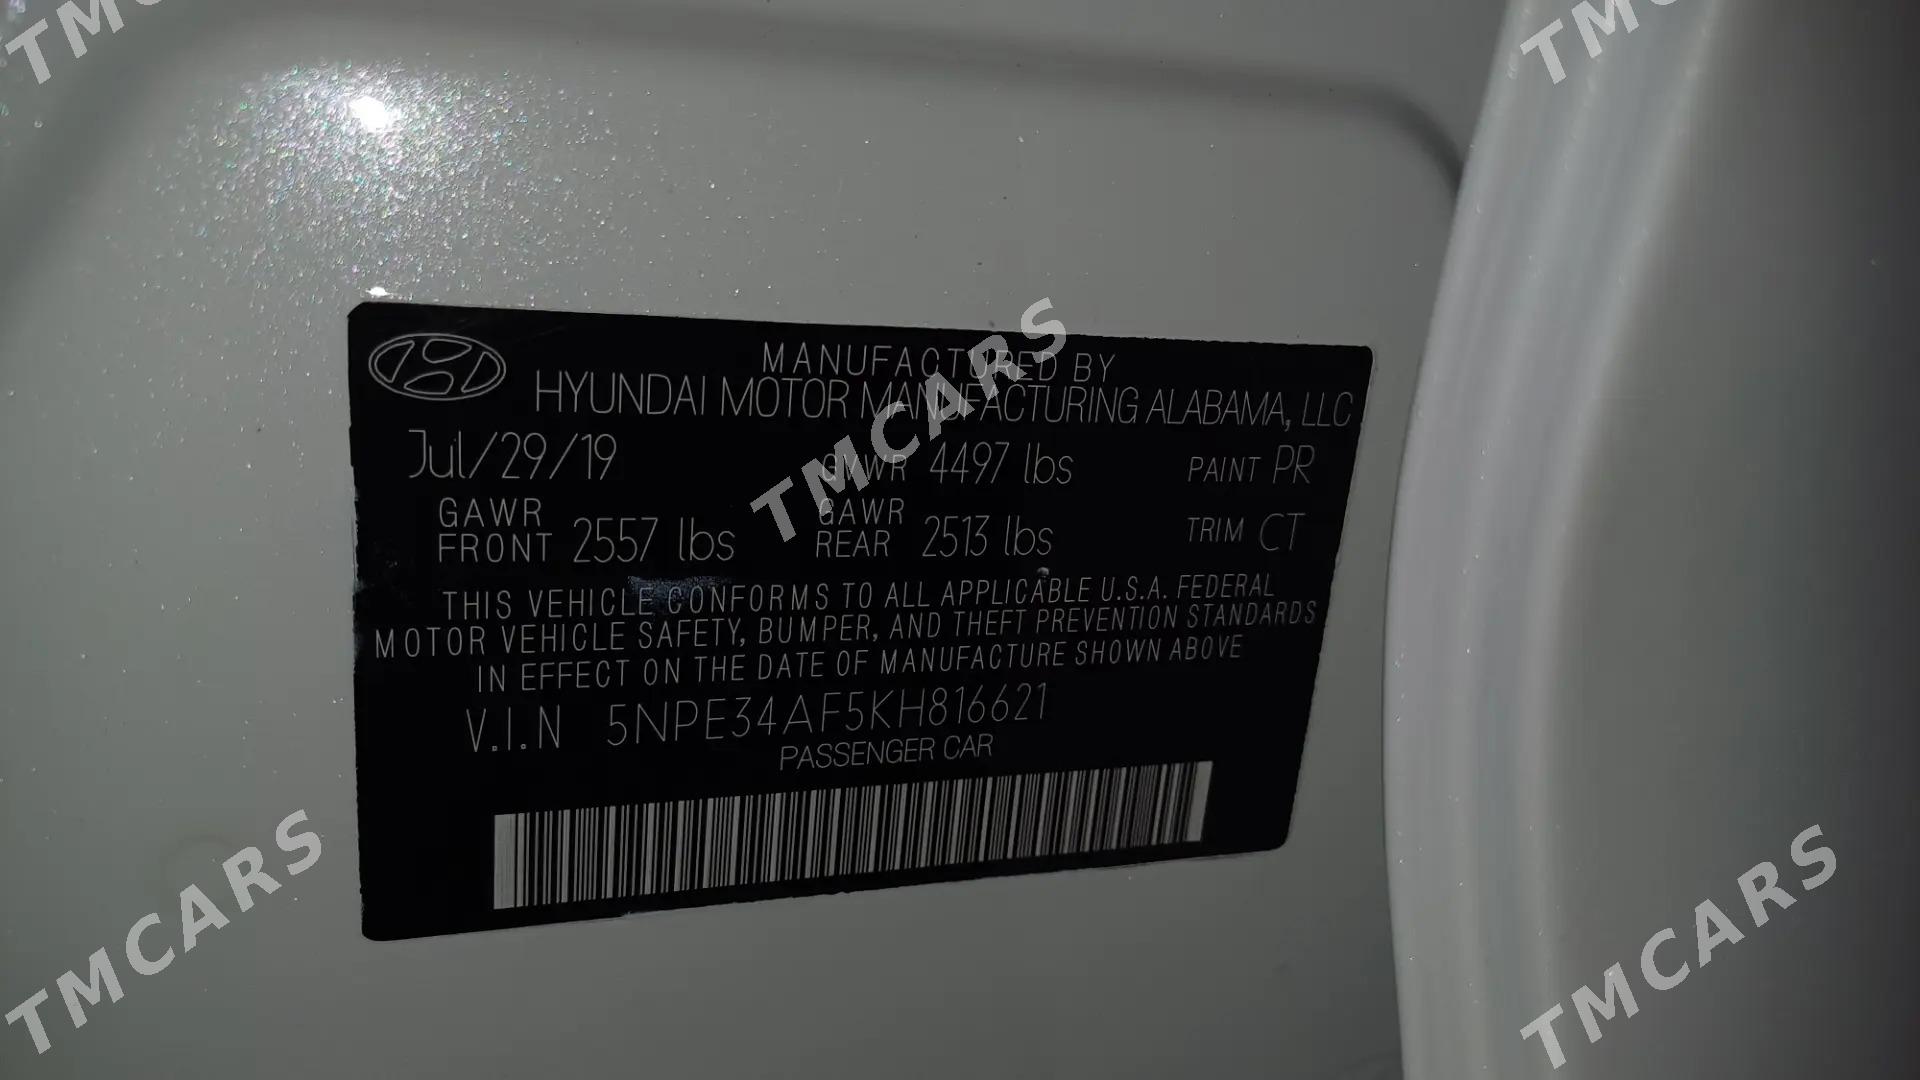 TMCARS
TMCARS
MANUFACTURED BY
HYUNDAI MOTOR MANUFACTURING ALABAMA, LLC
Jul/29/19 GVWR 4497 lbs PAINT PR
GAWR FRONT 2557 lbs GAWR REAR 2513 lbs TRIM CT
THIS VEHICLE CONFORMS TO ALL APPLICABLE U.S.A. FEDERAL
MOTOR VEHICLE SAFETY, BUMPER, AND THEFT PREVENTION STANDARDS
IN EFFECT ON THE DATE OF MANUFACTURE SHOWN ABOVE
V.I.N 5NPE34AF5KH816621
PASSENGER CAR
TMCARS
TMCARS
TMCARS